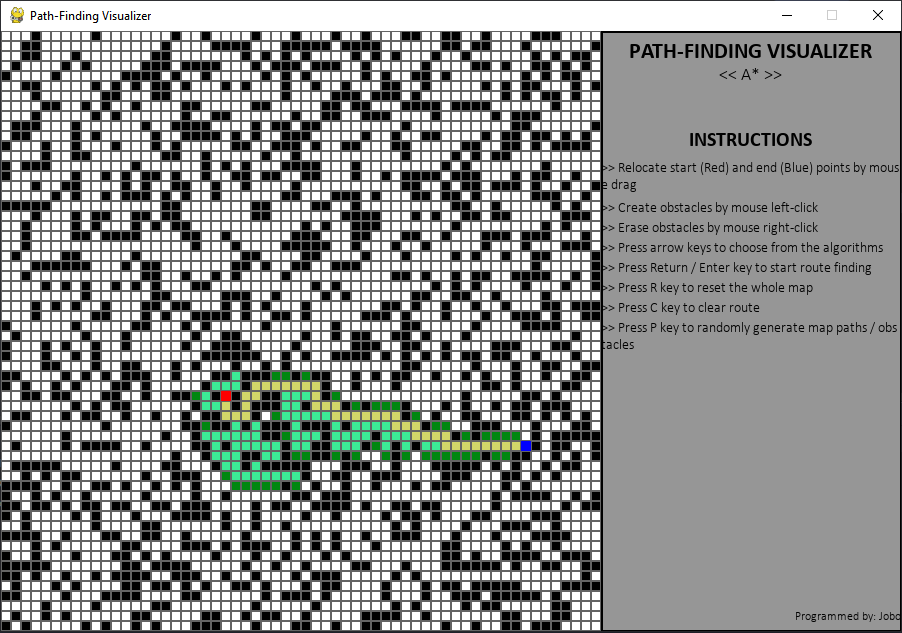 Path-Finding Visualizer
PATH-FINDING VISUALIZER
<< A* >>
INSTRUCTIONS
>> Relocate start (Red) and end (Blue) points by mous
e drag
>> Create obstacles by mouse left-click
>> Erase obstacles by mouse right-click
>> Press arrow keys to choose from the algorithms
>> Press Return / Enter key to start route finding
>> Press R key to reset the whole map
>> Press C key to clear route
>> Press P key to randomly generate map paths / obs
tacles
Programmed by: Jobo